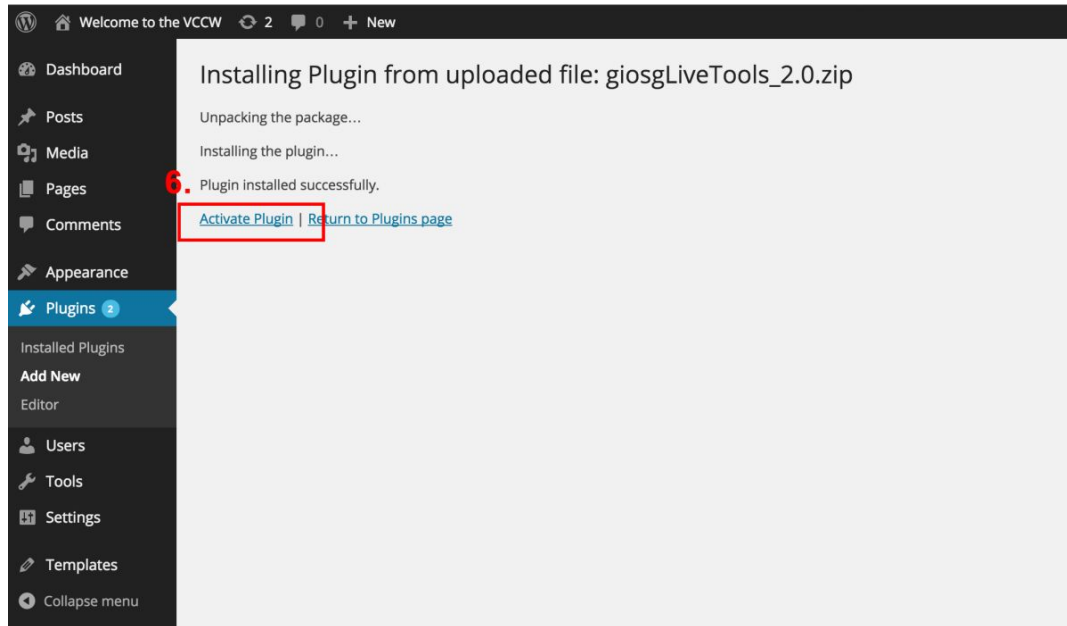 Welcome to the VCCW 2 0 + New
Dashboard
Posts
Media
Pages
Comments
Appearance
Plugins 2
Installed Plugins
Add New
Editor
Users
Tools
Settings
Templates
Collapse menu
Installing Plugin from uploaded file: giosgLiveTools_2.0.zip
Unpacking the package…
Installing the plugin…
6. Plugin installed successfully.
Activate Plugin | Return to Plugins page